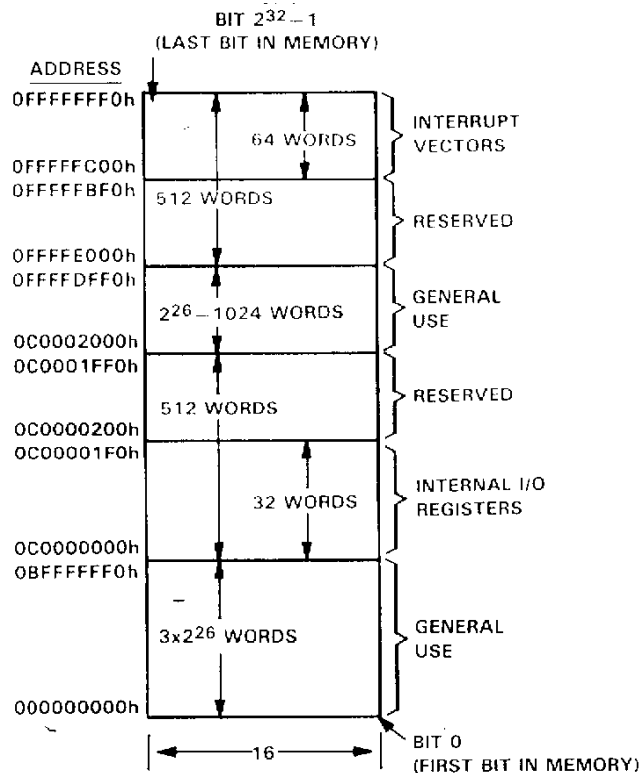 BIT 2³²−1
(LAST BIT IN MEMORY)
ADDRESS
0FFFFFFF0h
64 WORDS
INTERRUPT
VECTORS
0FFFFFC00h
0FFFFFBF0h
512 WORDS
RESERVED
0FFFFE000h
0FFFFDFF0h
2²⁶−1024 WORDS
GENERAL
USE
0C0002000h
0C0001FF0h
512 WORDS
RESERVED
0C0000200h
0C00001F0h
32 WORDS
INTERNAL I/O
REGISTERS
0C0000000h
0BFFFFFF0h
3x2²⁶ WORDS
GENERAL
USE
000000000h
16
BIT 0
(FIRST BIT IN MEMORY)